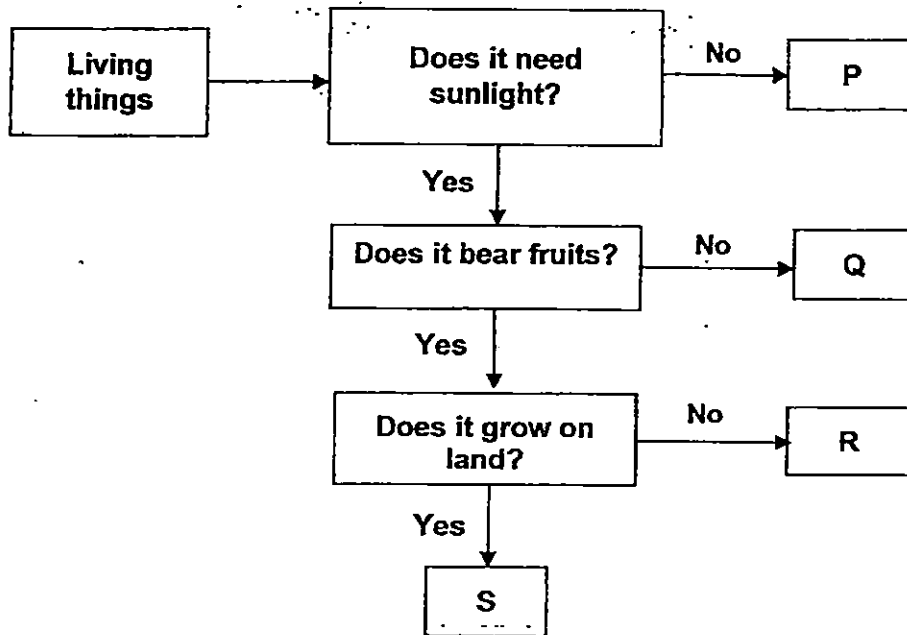 Living
things
Does it need
sunlight?
No
P
Yes
Does it bear fruits?
No
Q
Yes
Does it grow on
land?
No
R
Yes
S